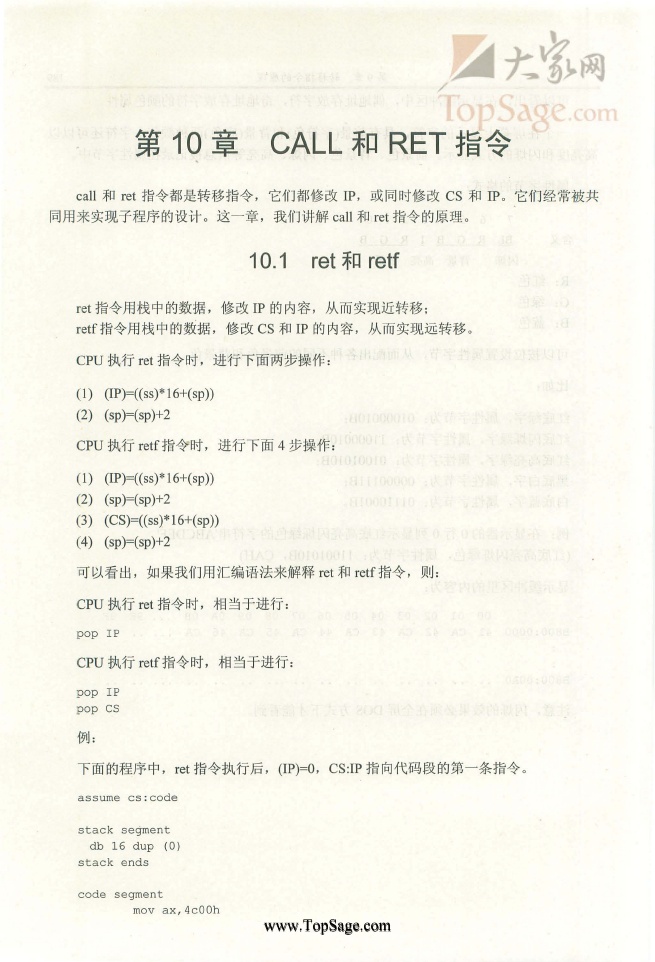 大家网
TopSage.com
第 10 章 CALL 和 RET 指令
call 和 ret 指令都是转移指令，它们都修改 IP，或同时修改 CS 和 IP。它们经常被共
同用来实现子程序的设计。这一章，我们讲解 call 和 ret 指令的原理。
10.1 ret 和 retf
ret 指令用栈中的数据，修改 IP 的内容，从而实现近转移；
retf 指令用栈中的数据，修改 CS 和 IP 的内容，从而实现远转移。
CPU 执行 ret 指令时，进行下面两步操作：
(1) (IP)=((ss)*16+(sp))
(2) (sp)=(sp)+2
CPU 执行 retf 指令时，进行下面 4 步操作：
(1) (IP)=((ss)*16+(sp))
(2) (sp)=(sp)+2
(3) (CS)=((ss)*16+(sp))
(4) (sp)=(sp)+2
可以看出，如果我们用汇编语法来解释 ret 和 retf 指令，则：
CPU 执行 ret 指令时，相当于进行：
pop IP
CPU 执行 retf 指令时，相当于进行：
pop IP
pop CS
例：
下面的程序中，ret 指令执行后，(IP)=0，CS:IP 指向代码段的第一条指令。
assume cs:code
stack segment
db 16 dup (0)
stack ends
code segment
mov ax,4c00h
www.TopSage.com